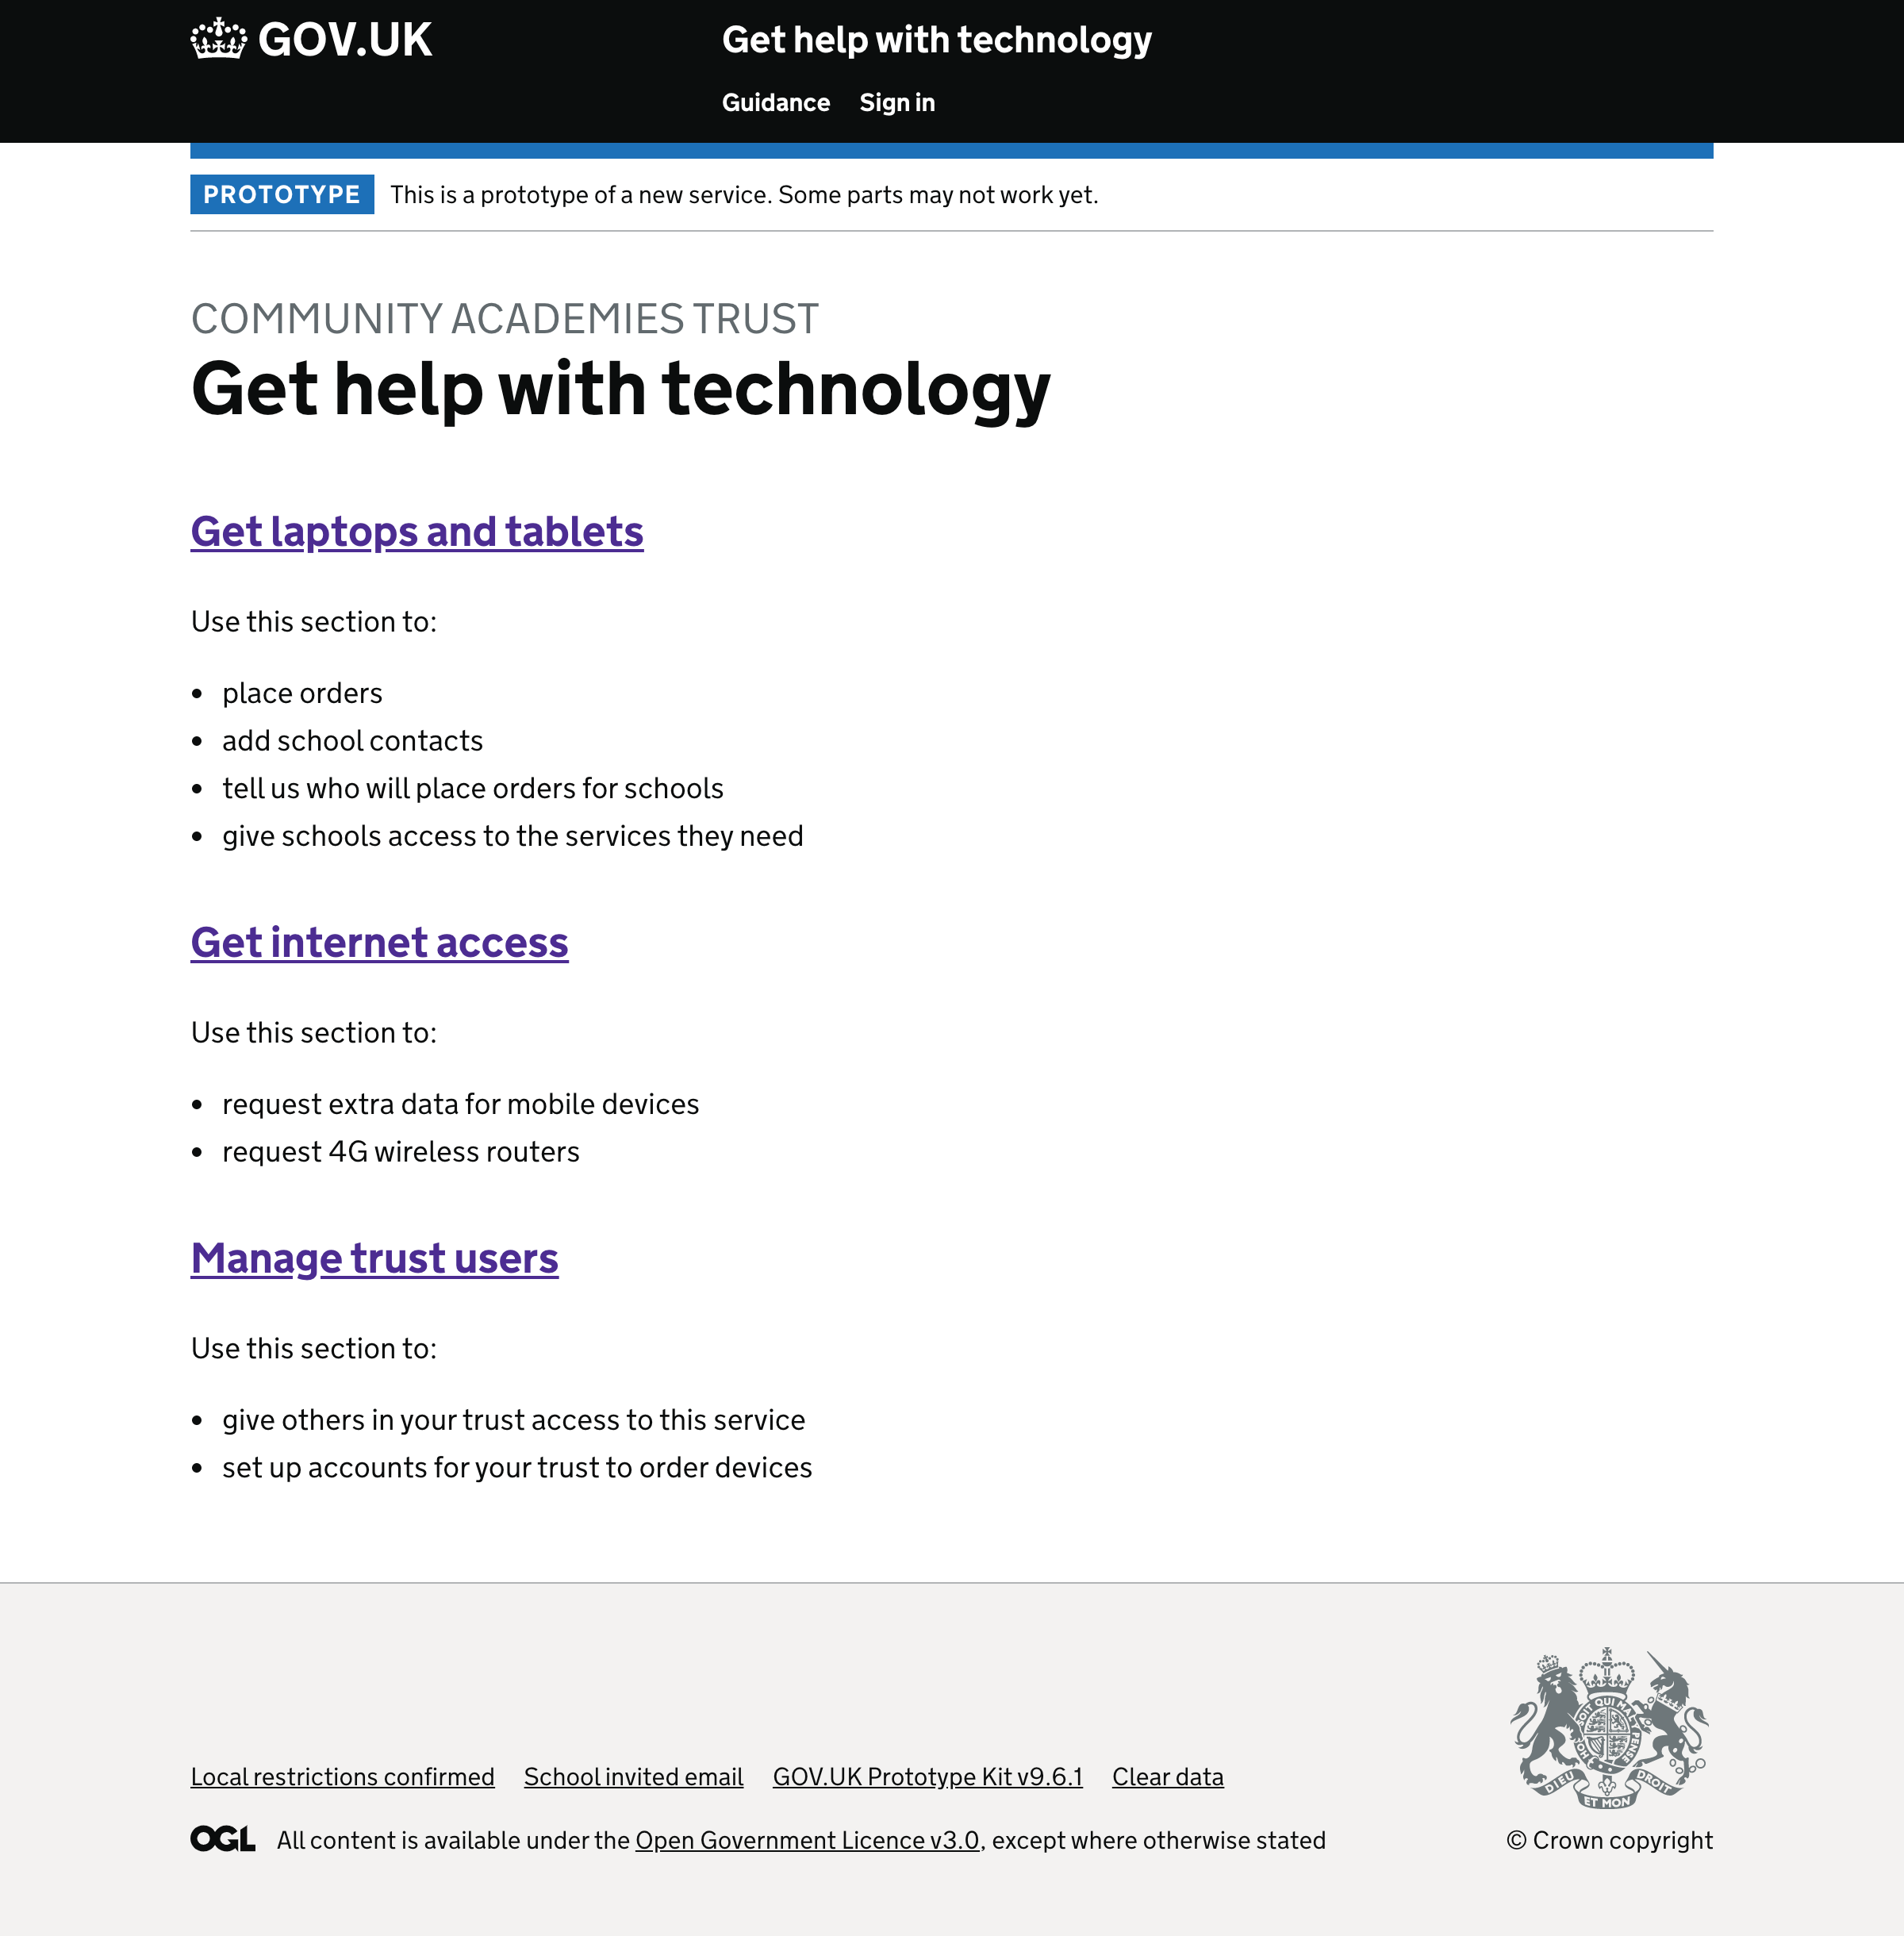 GOV.UK
Get help with technology
Guidance Sign in
PROTOTYPE This is a prototype of a new service. Some parts may not work yet.
COMMUNITY ACADEMIES TRUST
Get help with technology
Get laptops and tablets
Use this section to:
• place orders
• add school contacts
• tell us who will place orders for schools
• give schools access to the services they need
Get internet access
Use this section to:
• request extra data for mobile devices
• request 4G wireless routers
Manage trust users
Use this section to:
• give others in your trust access to this service
• set up accounts for your trust to order devices
Local restrictions confirmed School invited email GOV.UK Prototype Kit v9.6.1 Clear data
OGL All content is available under the Open Government Licence v3.0, except where otherwise stated
DIEU ET MON DROIT
© Crown copyright